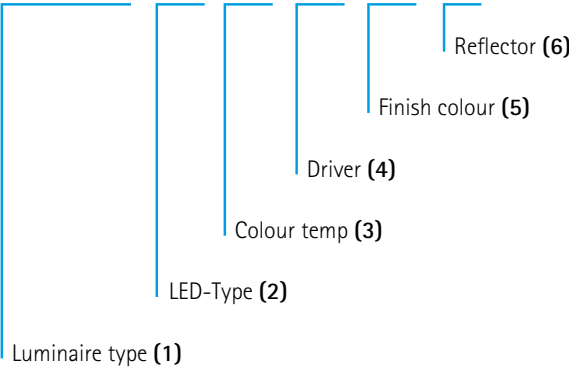 Reflector (6)
Finish colour (5)
Driver (4)
Colour temp (3)
LED-Type (2)
Luminaire type (1)